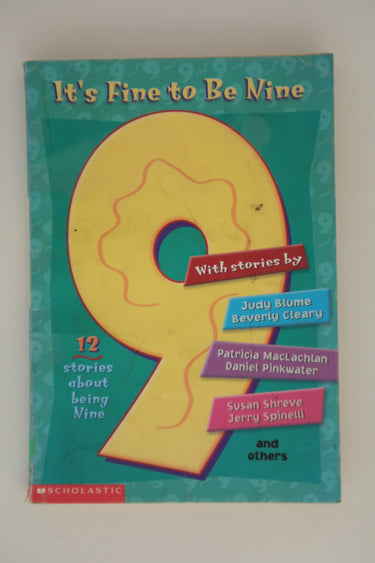 It's Fine to Be Nine
9
With stories by
Judy Blume
Beverly Cleary
Patricia MacLachlan
Daniel Pinkwater
Susan Shreve
Jerry Spinelli
and
others
12
stories
about
being
Nine
SCHOLASTIC